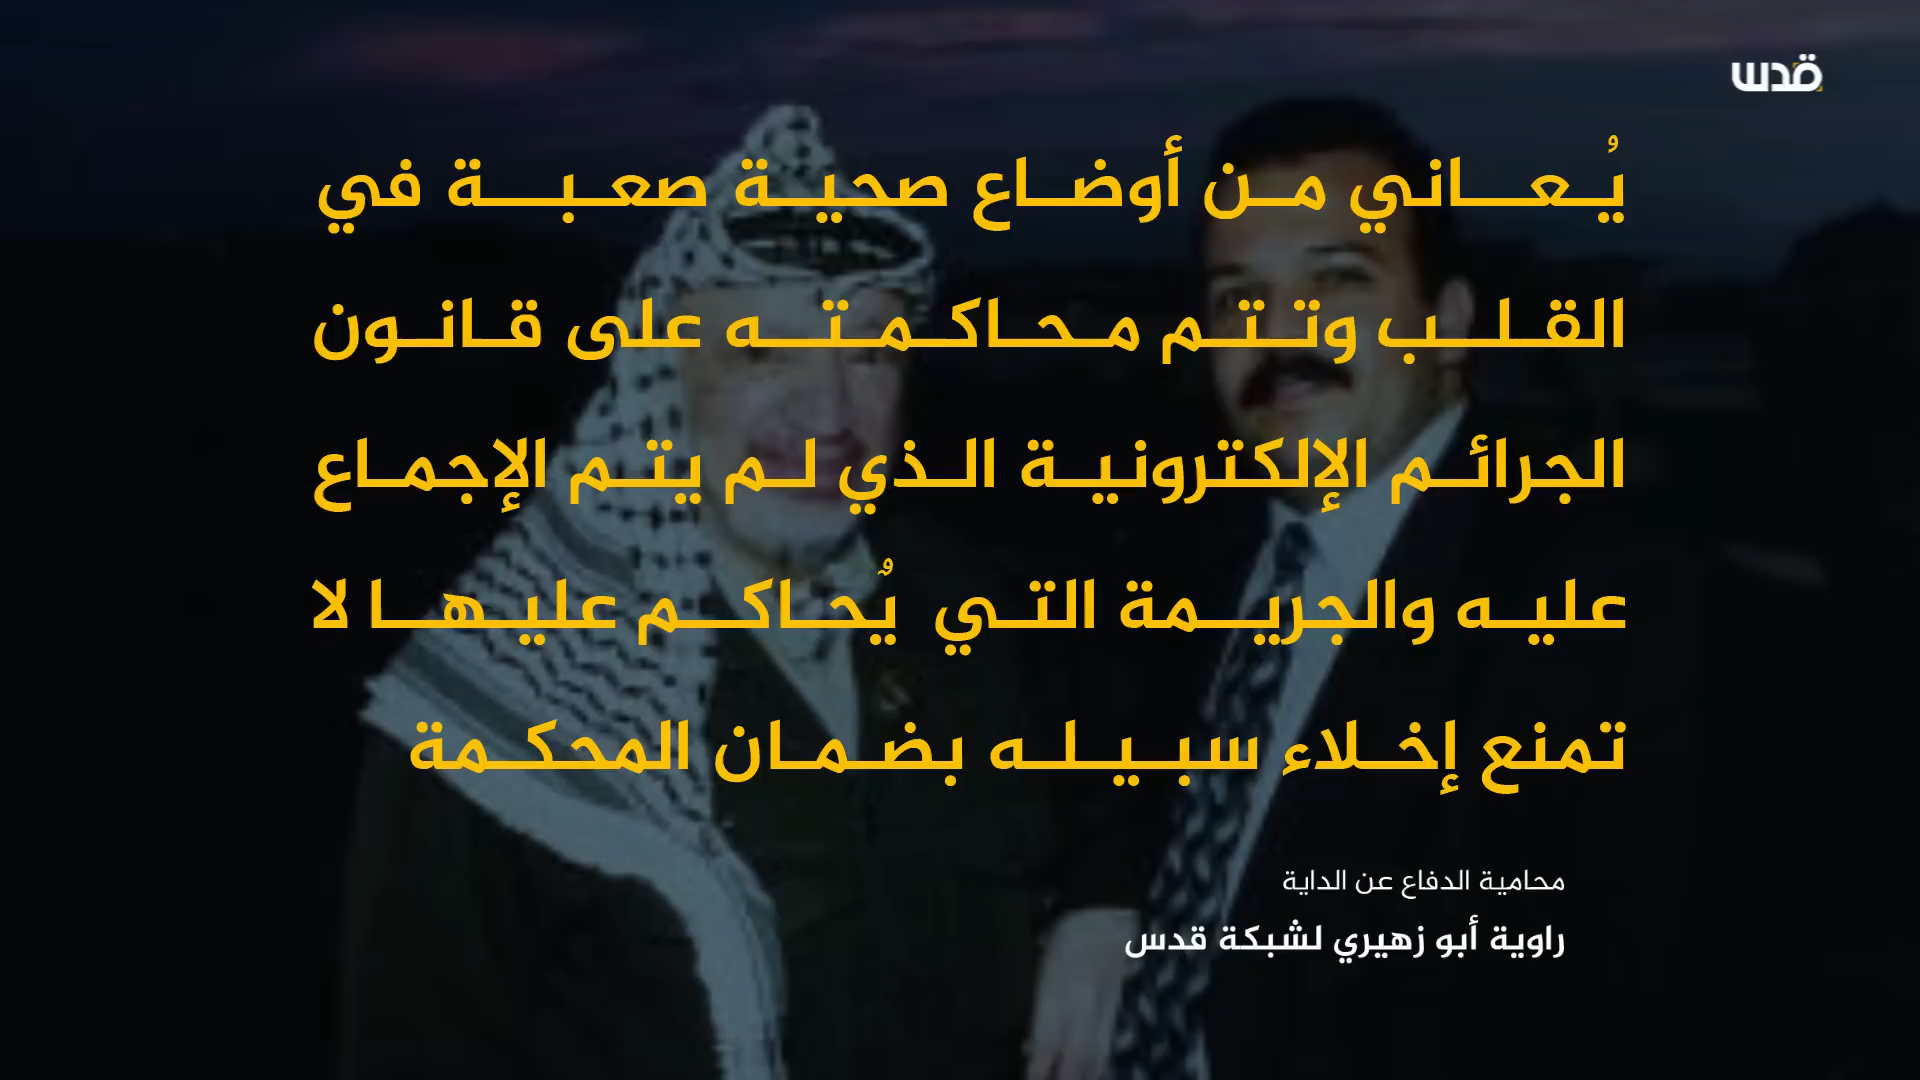 قدس
يُعاني من أوضاع صحية صعبة في
القلب وتتم محاكمته على قانون
الجرائم الإلكترونية الذي لم يتم الإجماع
عليه والجريمة التي يُحاكم عليها لا
تمنع إخلاء سبيله بضمان المحكمة
محامية الدفاع عن الداية
راوية أبو زهيري لشبكة قدس